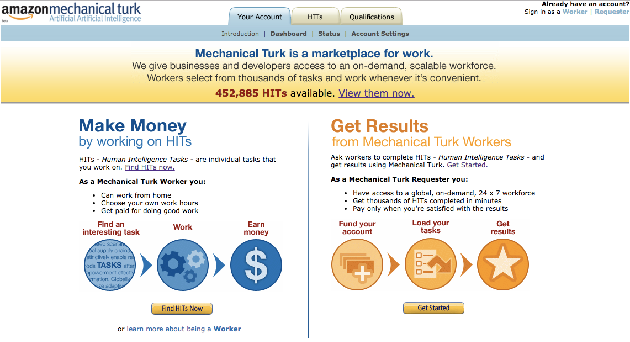 amazonmechanical turk
beta
Artificial Artificial Intelligence
Your Account
HITs
Qualifications
Already have an account?
Sign in as a Worker | Requester
Introduction | Dashboard | Status | Account Settings
Mechanical Turk is a marketplace for work.
We give businesses and developers access to an on-demand, scalable workforce.
Workers select from thousands of tasks and work whenever it's convenient.
452,885 HITs available. View them now.
Make Money
by working on HITs
HITs - Human Intelligence Tasks - are individual tasks that
you work on. Find HITs now.
As a Mechanical Turk Worker you:
• Can work from home
• Choose your own work hours
• Get paid for doing good work
Find an
interesting task
Work
Earn
money
TASKS
$
Find HITs Now
or learn more about being a Worker
Get Results
from Mechanical Turk Workers
Ask workers to complete HITs - Human Intelligence Tasks - and
get results using Mechanical Turk. Get Started.
As a Mechanical Turk Requester you:
• Have access to a global, on-demand, 24 x 7 workforce
• Get thousands of HITs completed in minutes
• Pay only when you're satisfied with the results
Fund your
account
Load your
tasks
Get
results
Get Started